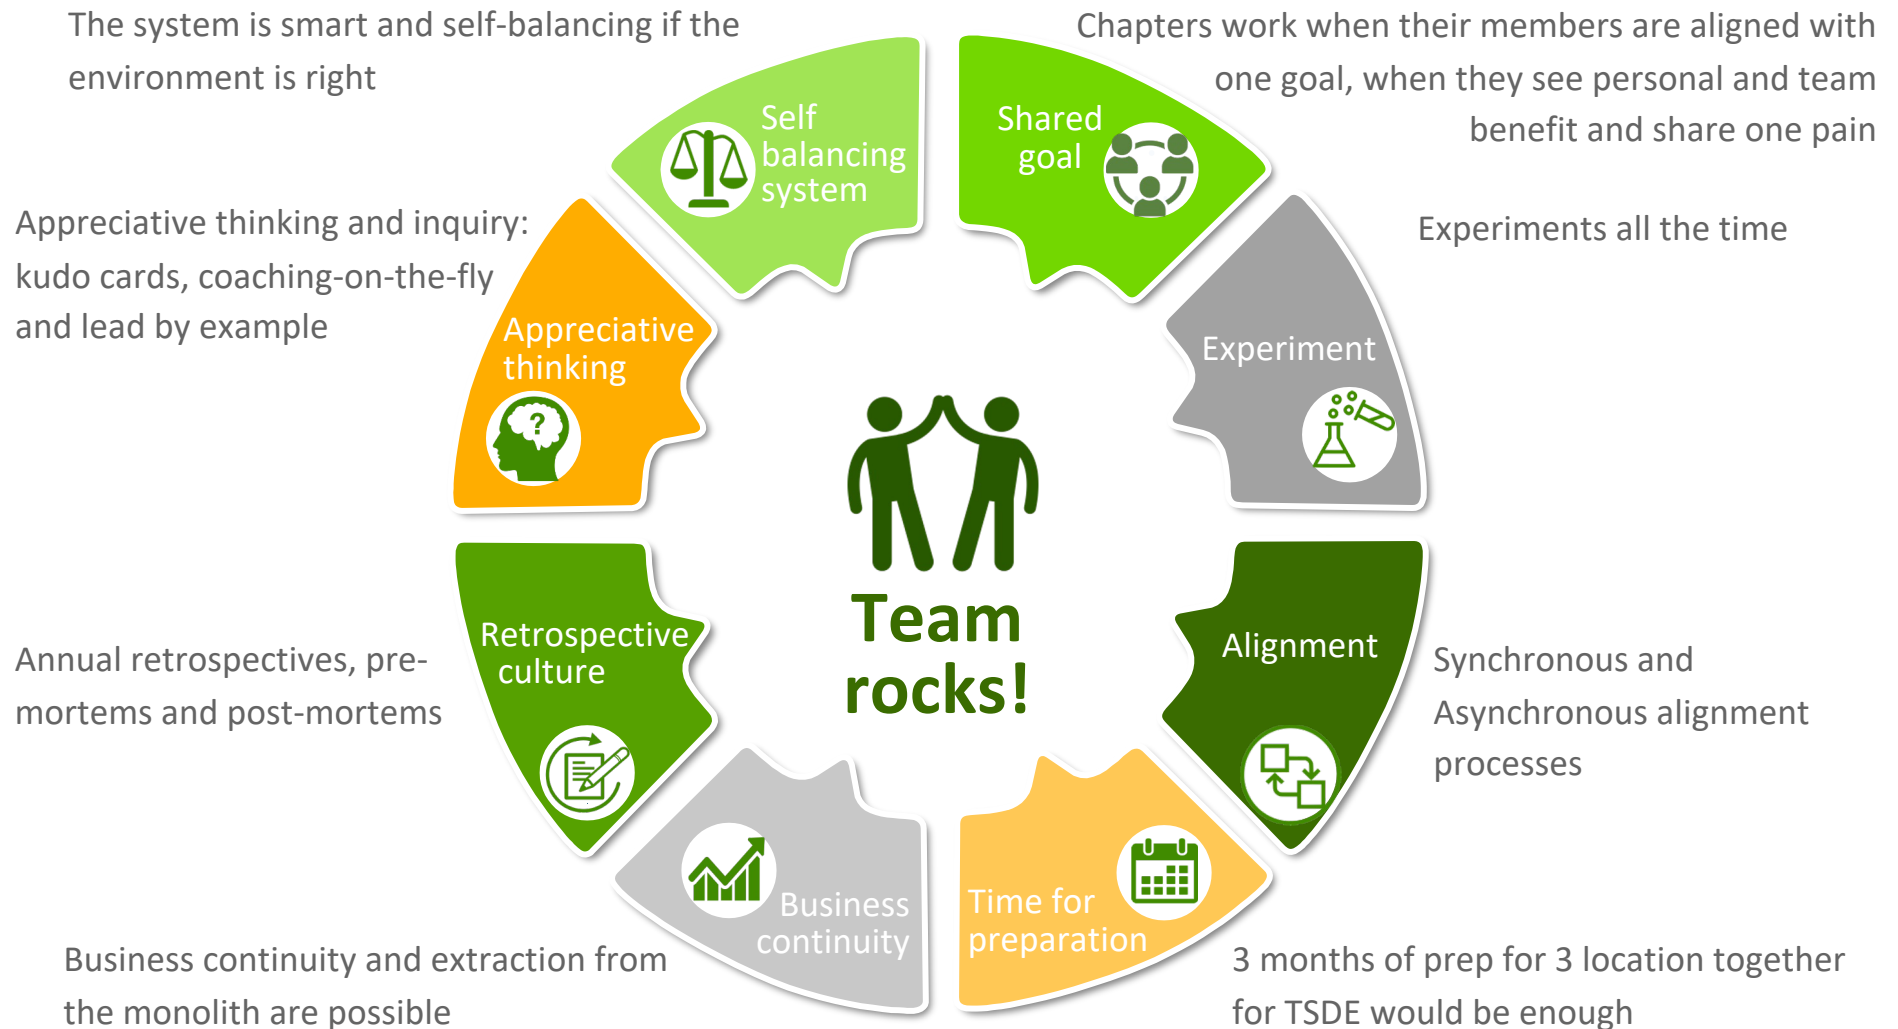 The system is smart and self-balancing if the
environment is right
Chapters work when their members are aligned with
one goal, when they see personal and team
benefit and share one pain
Self
balancing
system
Shared
goal
Appreciative thinking and inquiry:
kudo cards, coaching-on-the-fly
and lead by example
Experiments all the time
Appreciative
thinking
?
Experiment
Team
rocks!
Retrospective
culture
Alignment
Annual retrospectives, pre-
mortems and post-mortems
Synchronous and
Asynchronous alignment
processes
Business
continuity
Time for
preparation
Business continuity and extraction from
the monolith are possible
3 months of prep for 3 location together
for TSDE would be enough